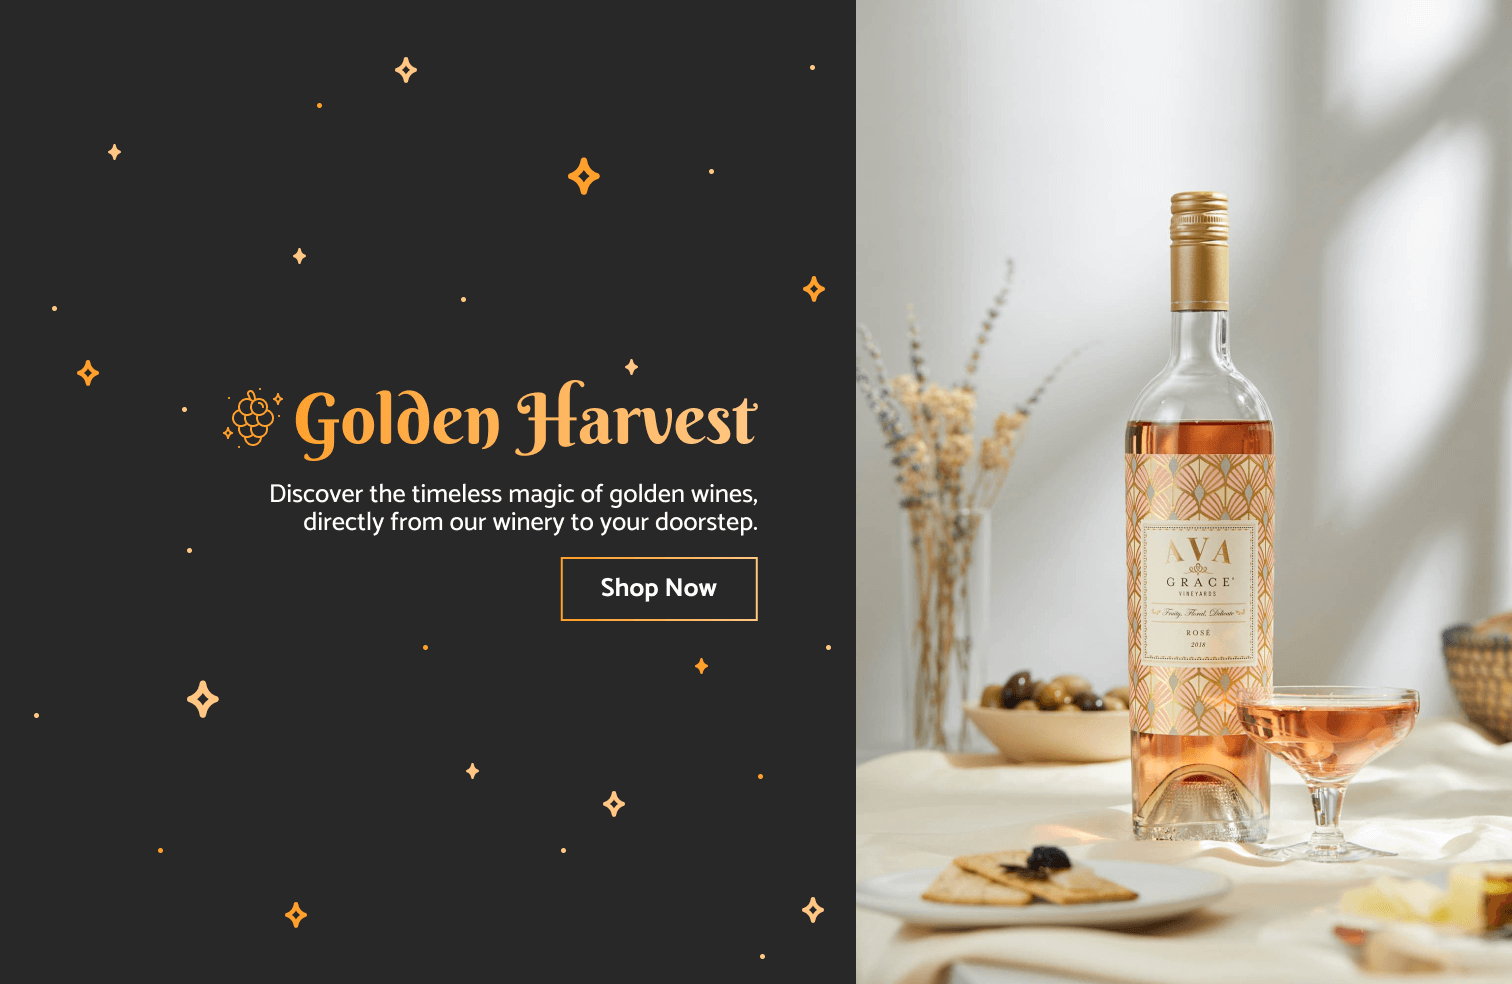 Golden Harvest
Discover the timeless magic of golden wines,
directly from our winery to your doorstep.
Shop Now
AVA
GRACE
VINEYARDS
Fruity, Floral, Delicate
ROSÉ
2018